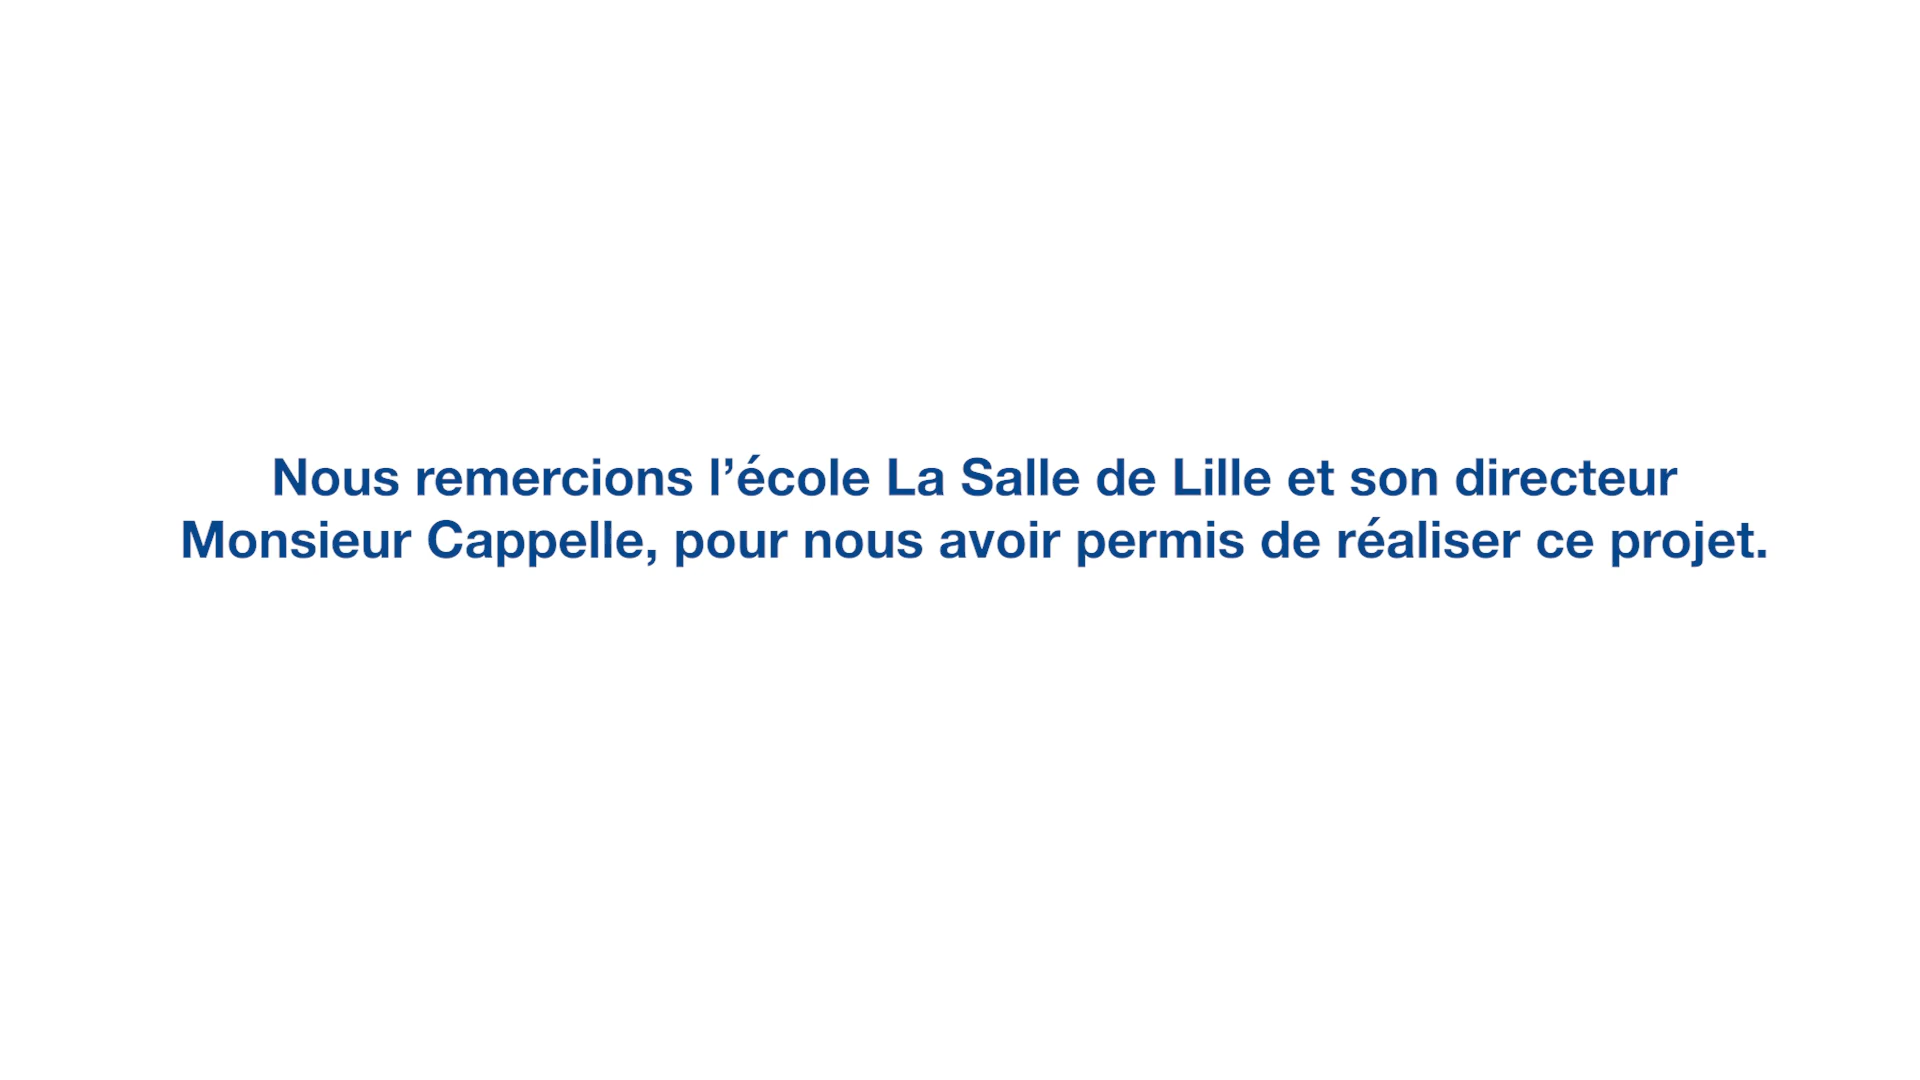 Nous remercions l’école La Salle de Lille et son directeur
Monsieur Cappelle, pour nous avoir permis de réaliser ce projet.